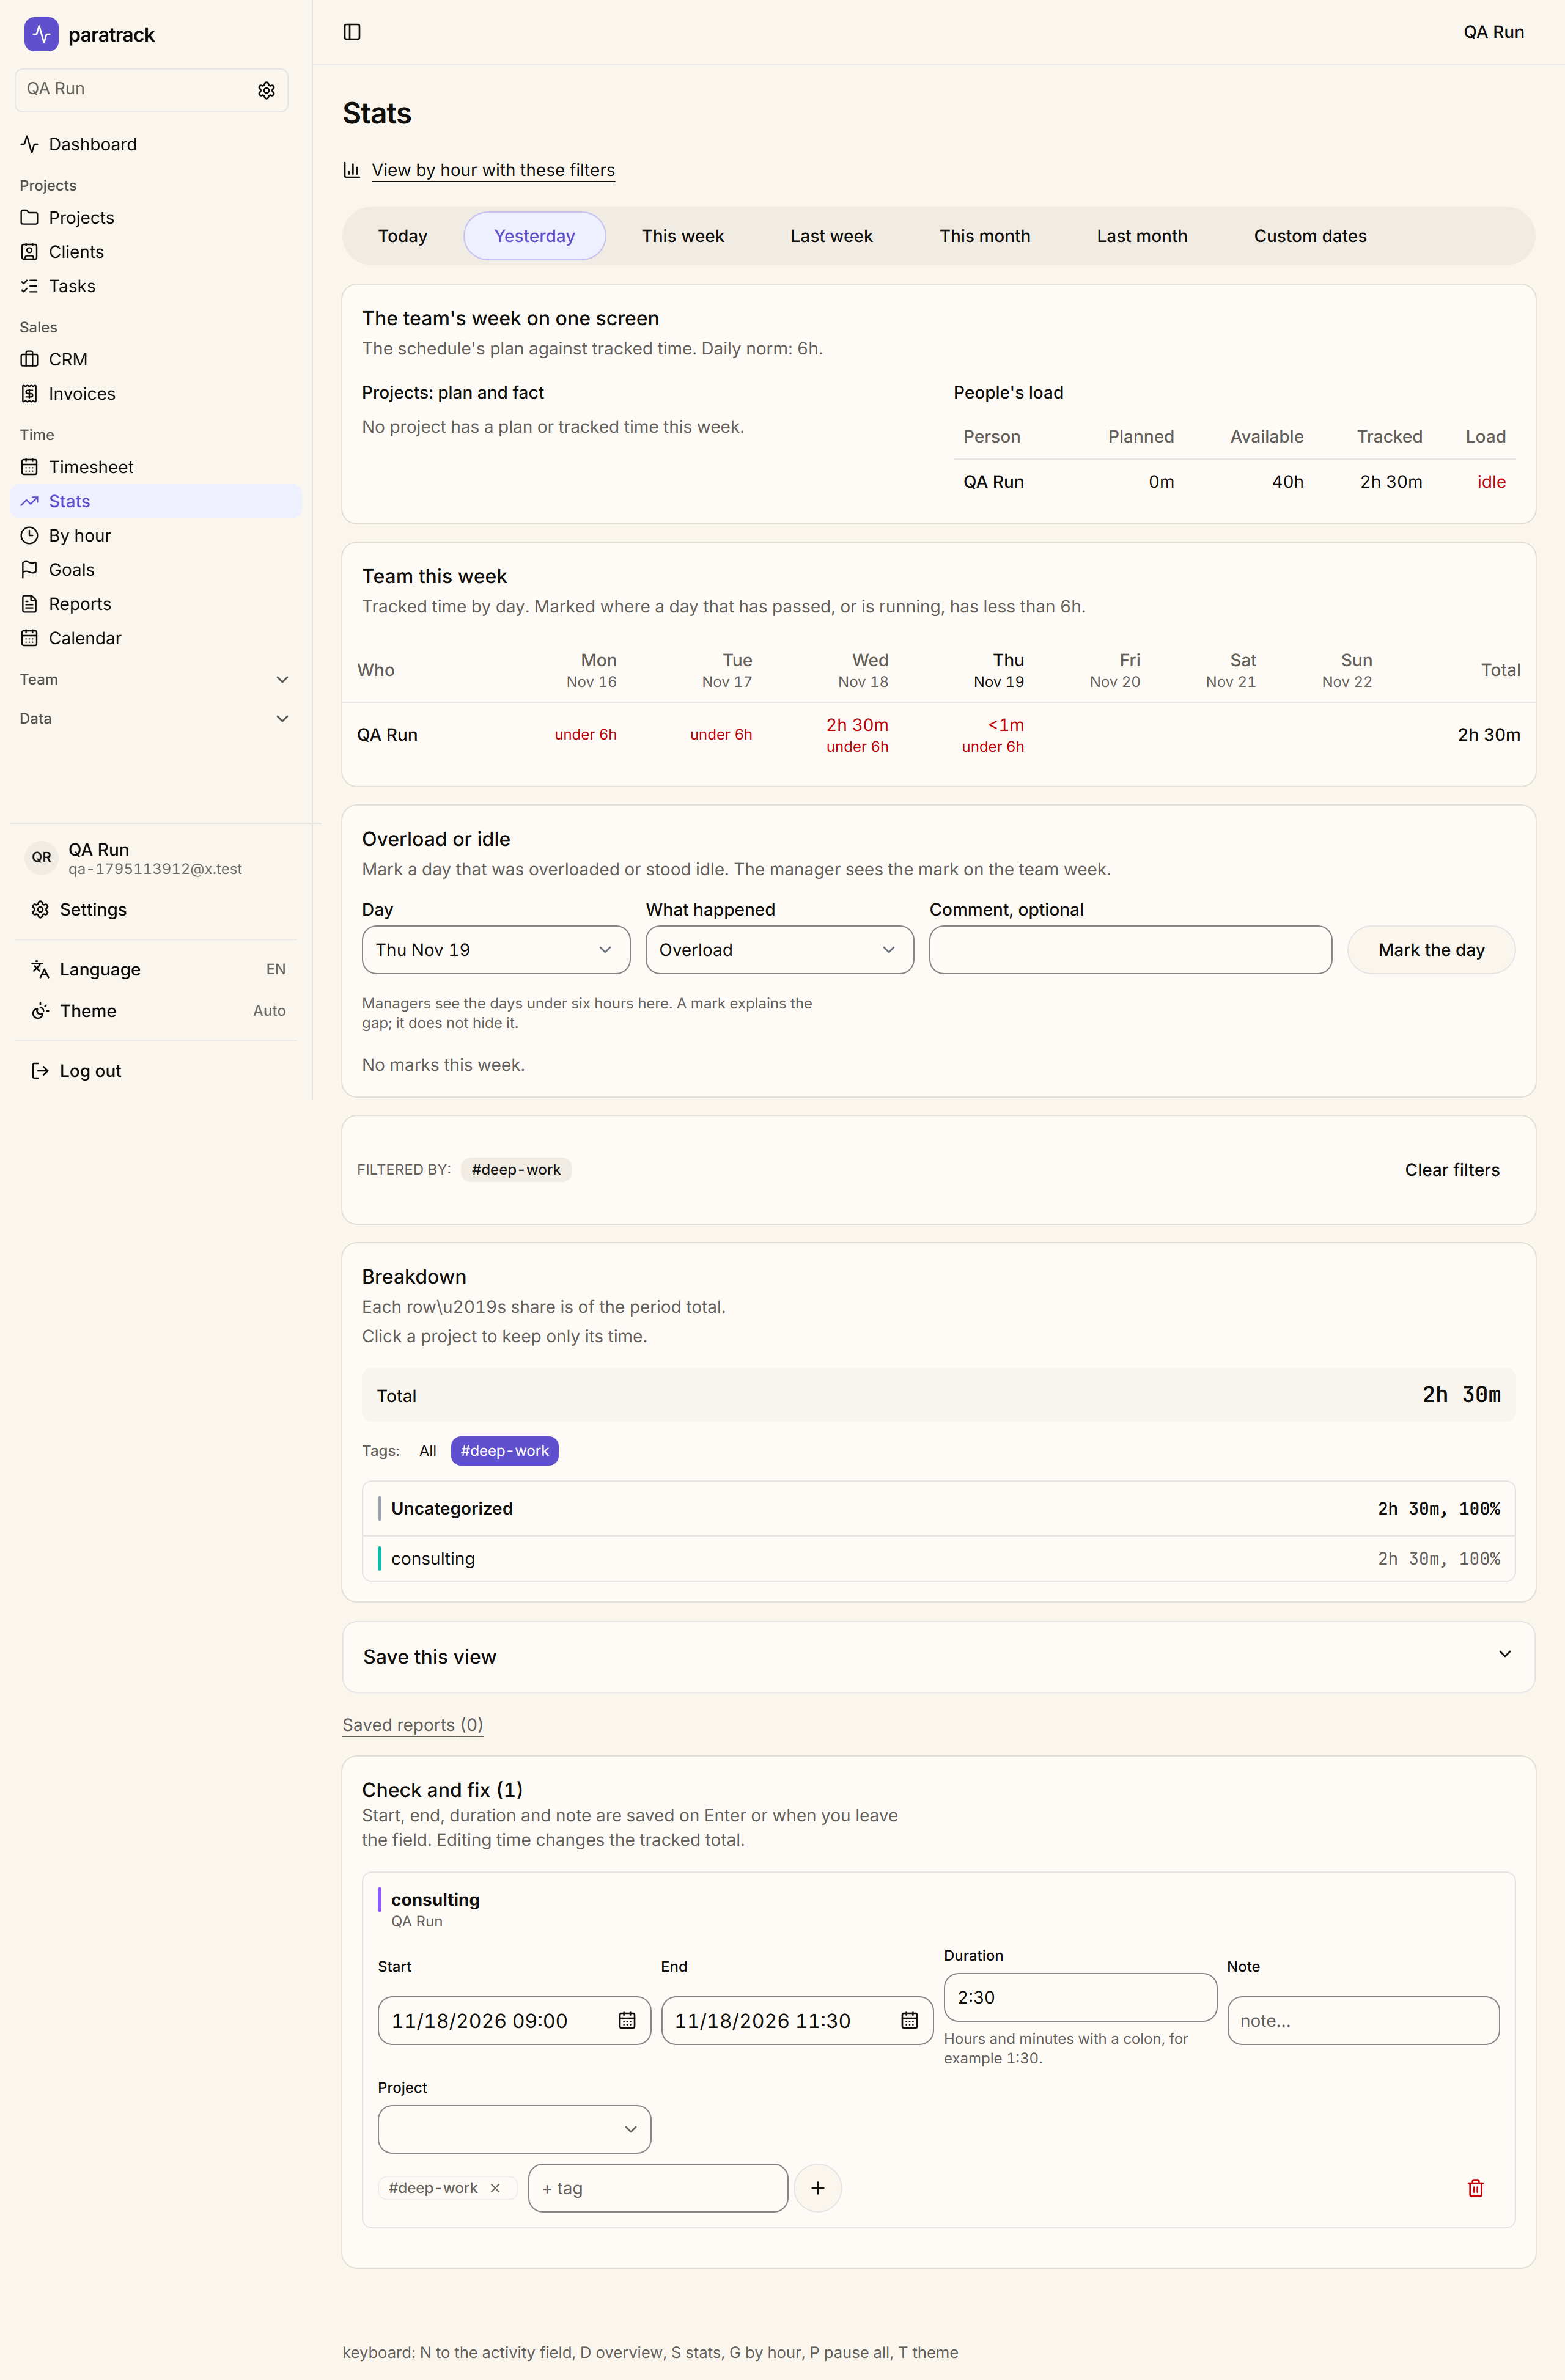 paratrack
QA Run
QA Run
Dashboard
Projects
Projects
Clients
Tasks
Sales
CRM
Invoices
Time
Timesheet
Stats
By hour
Goals
Reports
Calendar
Team
Data
QR
QA Run
qa-1795113912@x.test
Settings
Language EN
Theme Auto
Log out
Stats
View by hour with these filters
Today Yesterday This week Last week This month Last month Custom dates
The team's week on one screen
The schedule's plan against tracked time. Daily norm: 6h.
Projects: plan and fact
No project has a plan or tracked time this week.
People's load
Person Planned Available Tracked Load
QA Run 0m 40h 2h 30m idle
Team this week
Tracked time by day. Marked where a day that has passed, or is running, has less than 6h.
Who Mon Tue Wed Thu Fri Sat Sun Total
Nov 16 Nov 17 Nov 18 Nov 19 Nov 20 Nov 21 Nov 22
QA Run under 6h under 6h 2h 30m <1m 2h 30m
under 6h under 6h
Overload or idle
Mark a day that was overloaded or stood idle. The manager sees the mark on the team week.
Day What happened Comment, optional
Thu Nov 19 Overload Mark the day
Managers see the days under six hours here. A mark explains the
gap; it does not hide it.
No marks this week.
FILTERED BY: #deep-work Clear filters
Breakdown
Each row\u2019s share is of the period total.
Click a project to keep only its time.
Total 2h 30m
Tags: All #deep-work
Uncategorized 2h 30m, 100%
consulting 2h 30m, 100%
Save this view
Saved reports (0)
Check and fix (1)
Start, end, duration and note are saved on Enter or when you leave
the field. Editing time changes the tracked total.
consulting
QA Run
Start End Duration Note
11/18/2026 09:00 11/18/2026 11:30 2:30 note...
Hours and minutes with a colon, for
example 1:30.
Project
#deep-work + tag
keyboard: N to the activity field, D overview, S stats, G by hour, P pause all, T theme